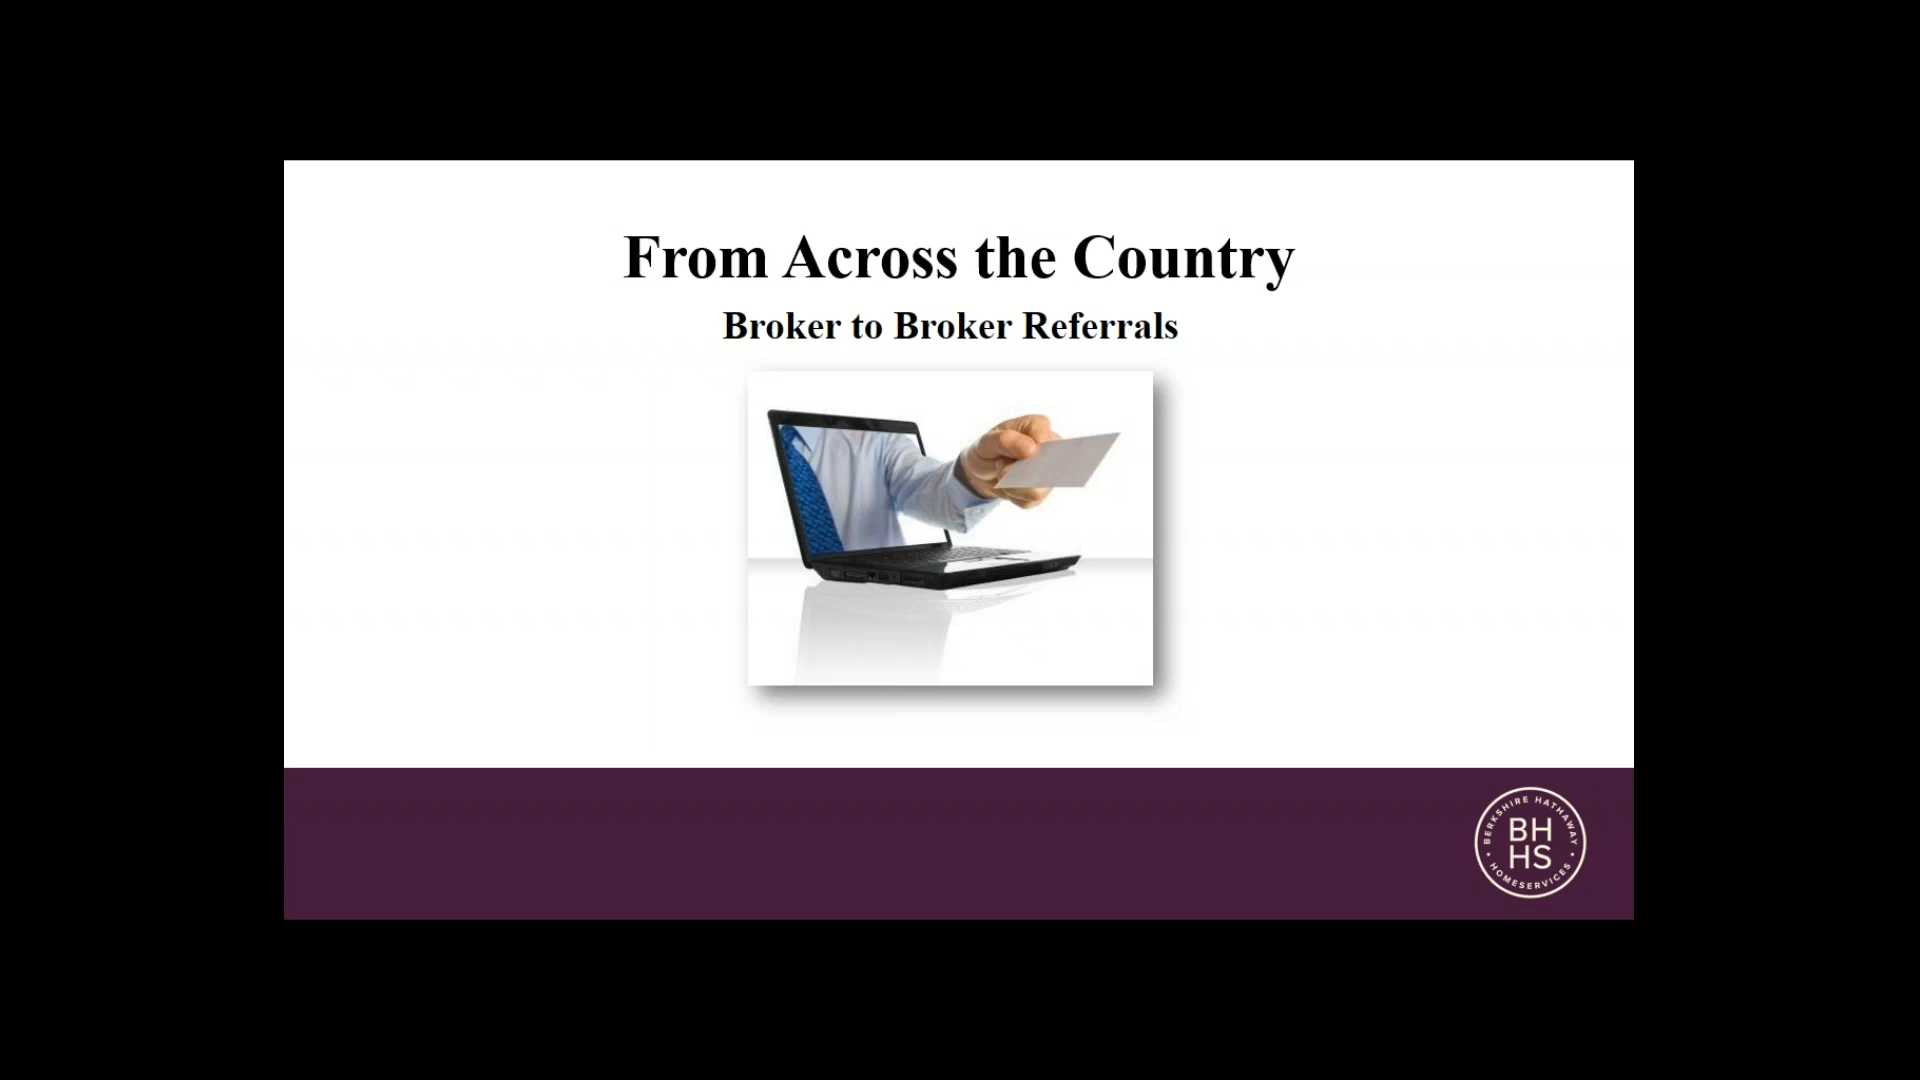 From Across the Country
Broker to Broker Referrals
BERKSHIRE HATHAWAY
BH
HS
HOMESERVICES